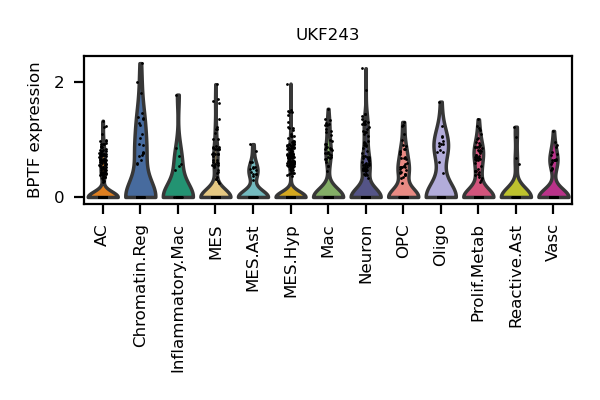 UKF243
BPTF expression
2
0
AC
Chromatin.Reg
Inflammatory.Mac
MES
MES.Ast
MES.Hyp
Mac
Neuron
OPC
Oligo
Prolif.Metab
Reactive.Ast
Vasc